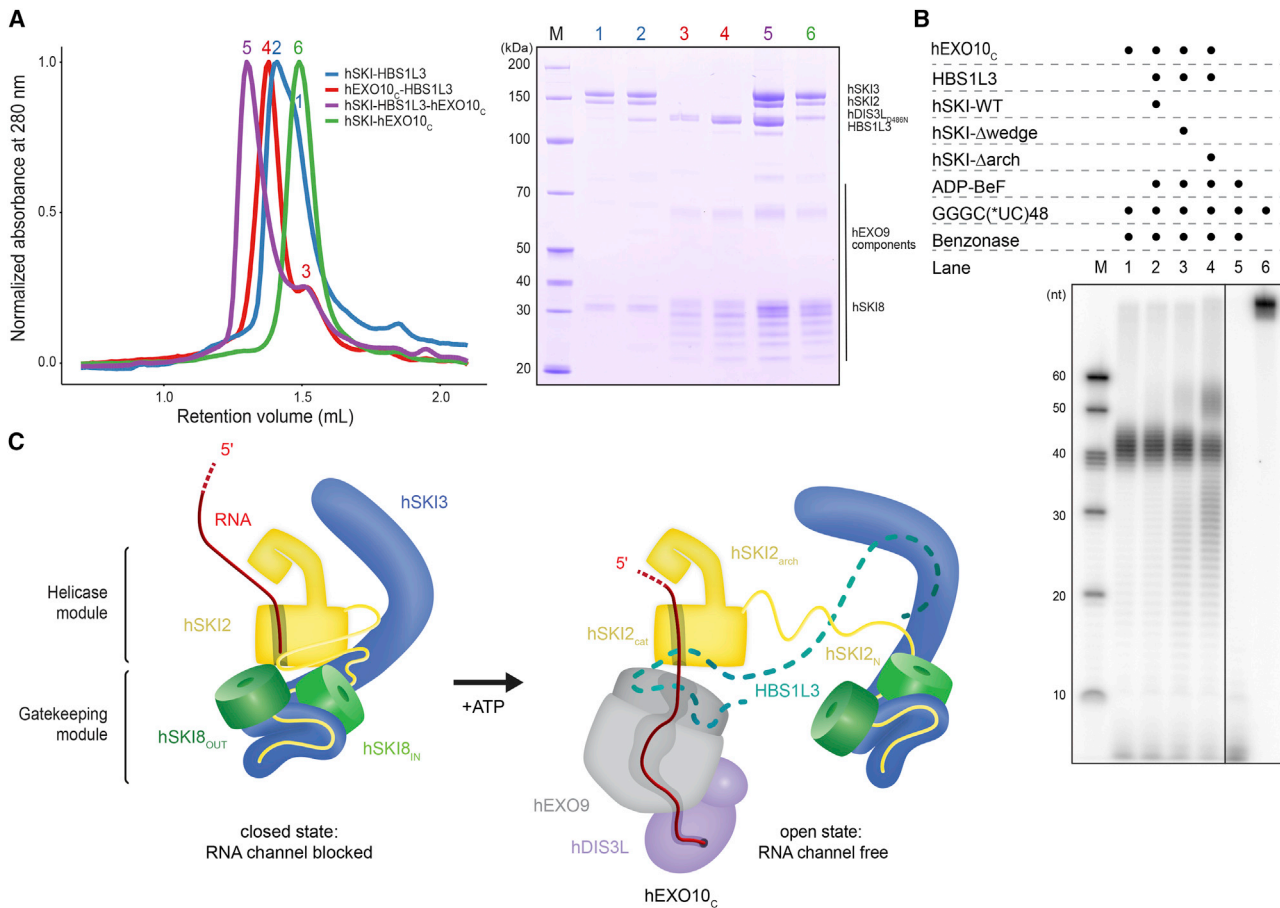 A
5 4 2 6
1
3
hSKI-HBS1L3
hEXO10C-HBS1L3
hSKI-HBS1L3-hEXO10C
hSKI-hEXO10C
Normalized absorbance at 280 nm
1.0
0.5
0.0
1.0 1.5 2.0
Retention volume (mL)
M 1 2 3 4 5 6
(kDa)
200
150
100
70
50
40
30
20
hSKI3
hSKI2
hDIS3LD486N
HBS1L3
hEXO9
components
hSKI8
B
hEXO10C
HBS1L3
hSKI-WT
hSKI-Δwedge
hSKI-Δarch
ADP-BeF
GGGC(*UC)48
Benzonase
Lane M 1 2 3 4 5 6
(nt)
60
50
40
30
20
10
C
5'
RNA
hSKI3
Helicase
module
hSKI2
Gatekeeping
module
hSKI8OUT
hSKI8IN
closed state:
RNA channel blocked
+ATP
5'
hSKI2arch
hSKI2cat
hSKI2N
HBS1L3
hEXO9
hDIS3L
hEXO10C
open state:
RNA channel free